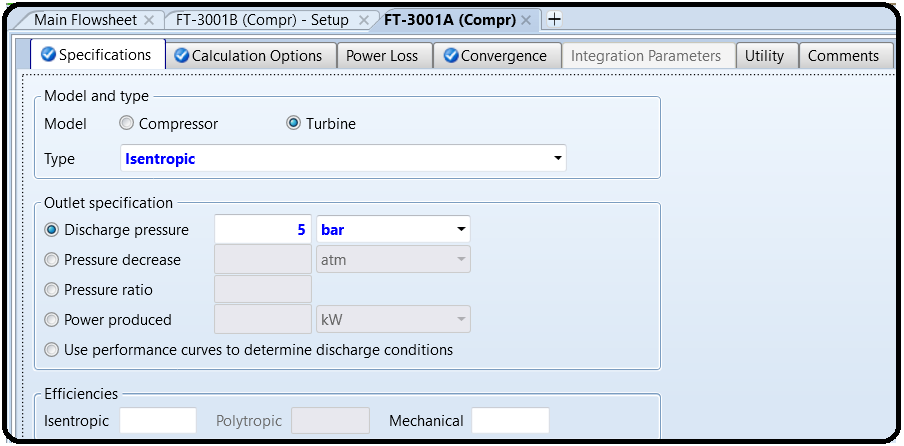 Main Flowsheet FT-3001B (Compr) - Setup FT-3001A (Compr)
Specifications Calculation Options Power Loss Convergence Integration Parameters Utility Comments
Model and type
Model Compressor Turbine
Type Isentropic
Outlet specification
Discharge pressure 5 bar
Pressure decrease atm
Pressure ratio
Power produced kW
Use performance curves to determine discharge conditions
Efficiencies
Isentropic Polytropic Mechanical